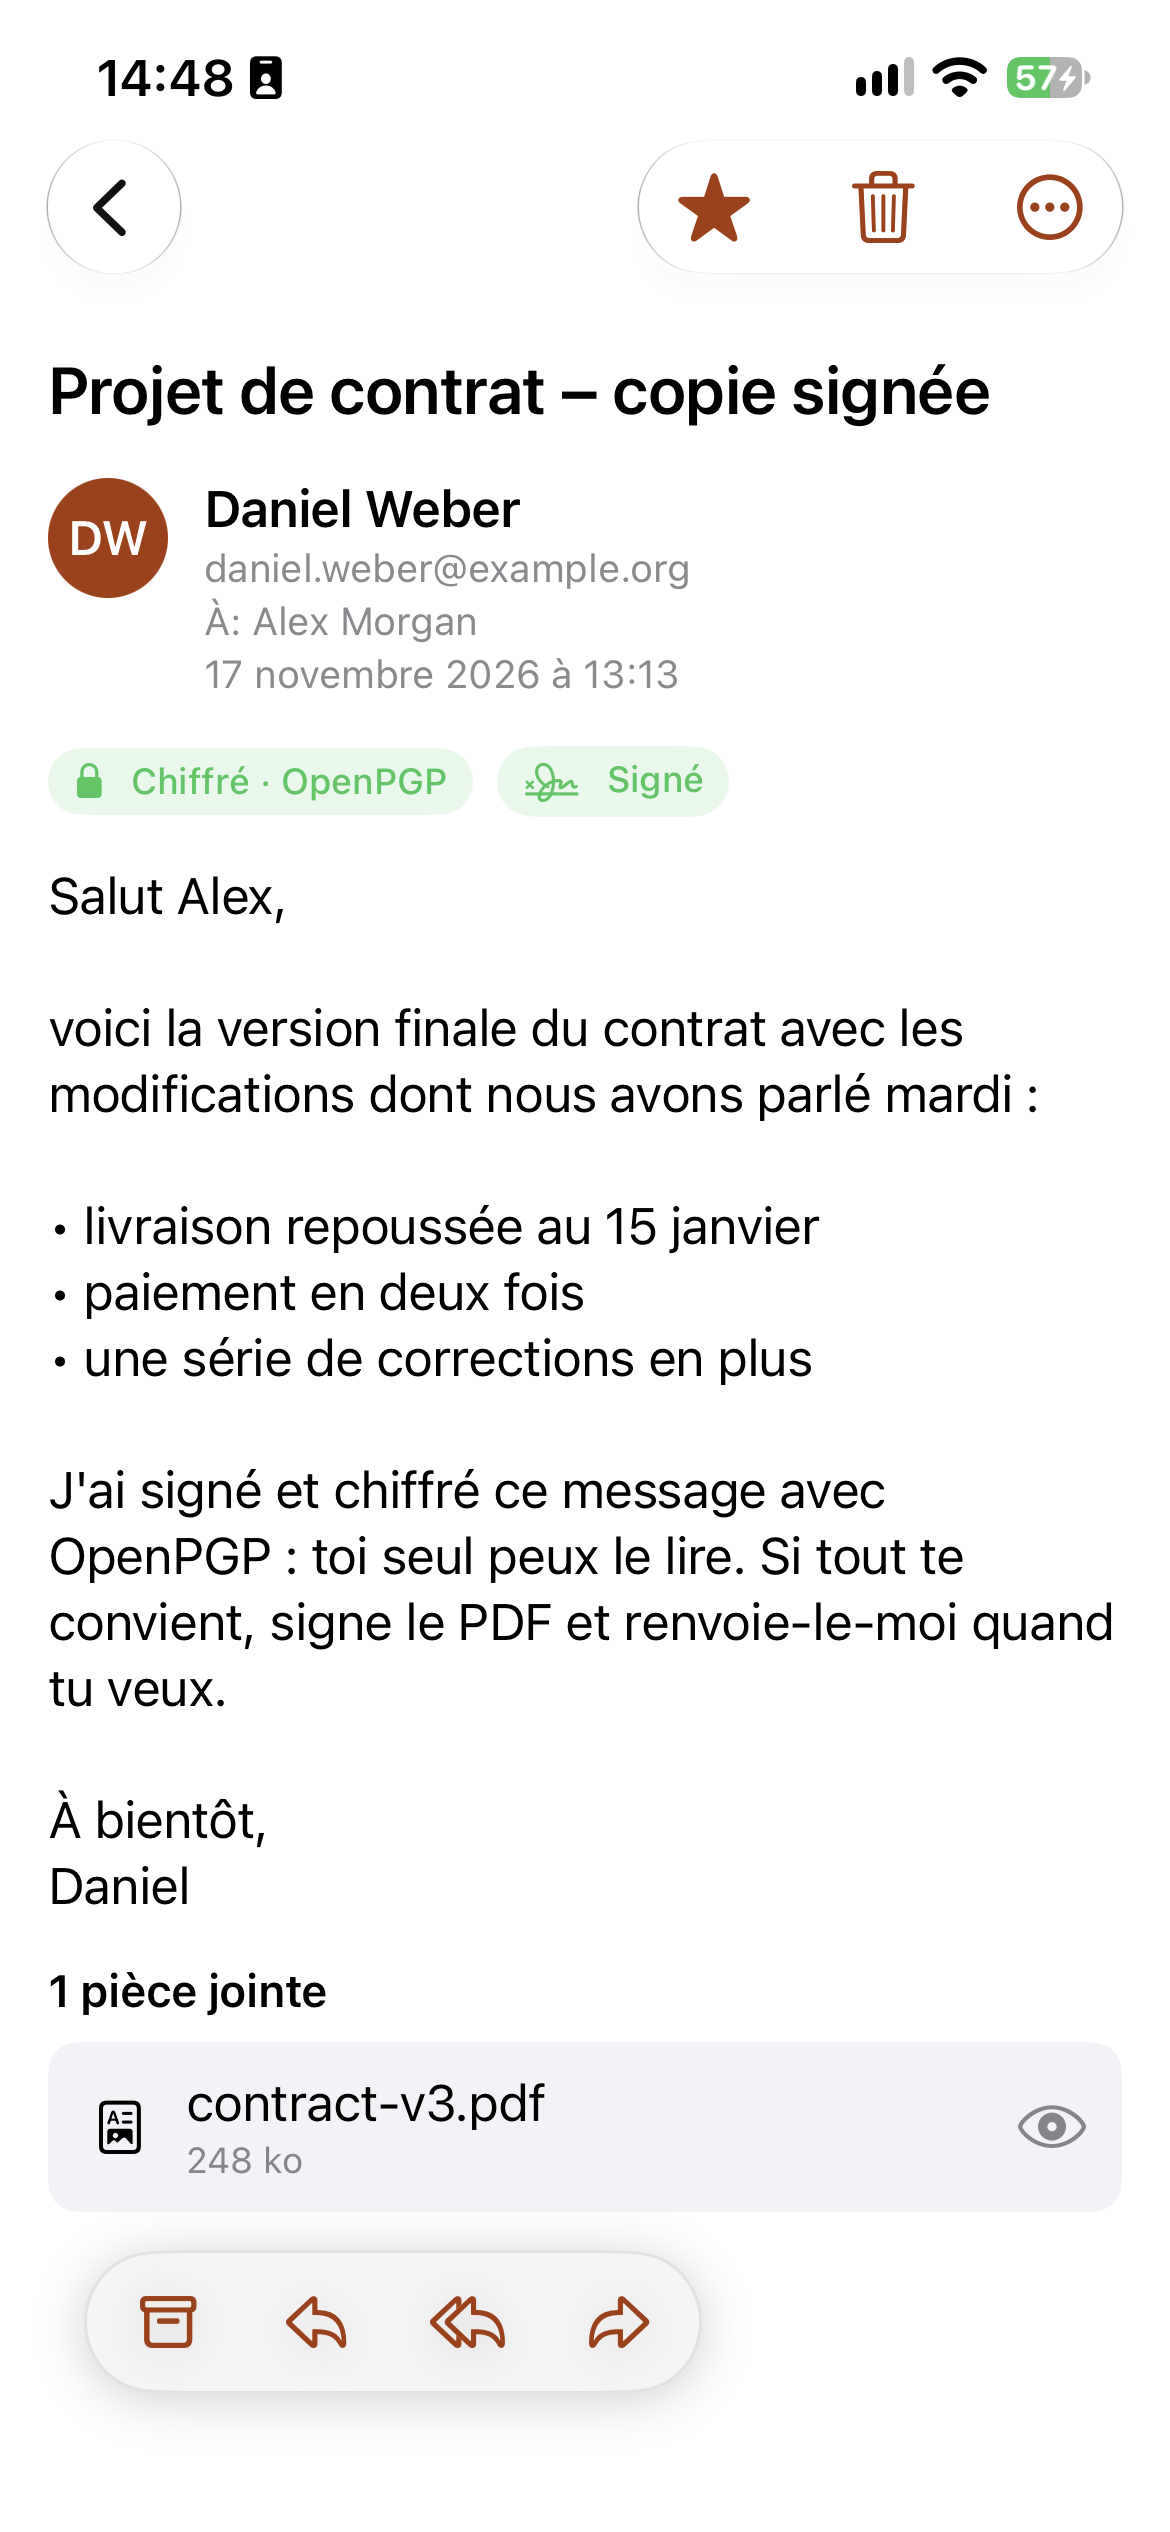 14:48
57
Projet de contrat – copie signée
DW
Daniel Weber
daniel.weber@example.org
À: Alex Morgan
17 novembre 2026 à 13:13
Chiffré · OpenPGP
Signé
Salut Alex,
voici la version finale du contrat avec les
modifications dont nous avons parlé mardi :
• livraison repoussée au 15 janvier
• paiement en deux fois
• une série de corrections en plus
J'ai signé et chiffré ce message avec
OpenPGP : toi seul peux le lire. Si tout te
convient, signe le PDF et renvoie-le-moi quand
tu veux.
À bientôt,
Daniel
1 pièce jointe
contract-v3.pdf
248 ko